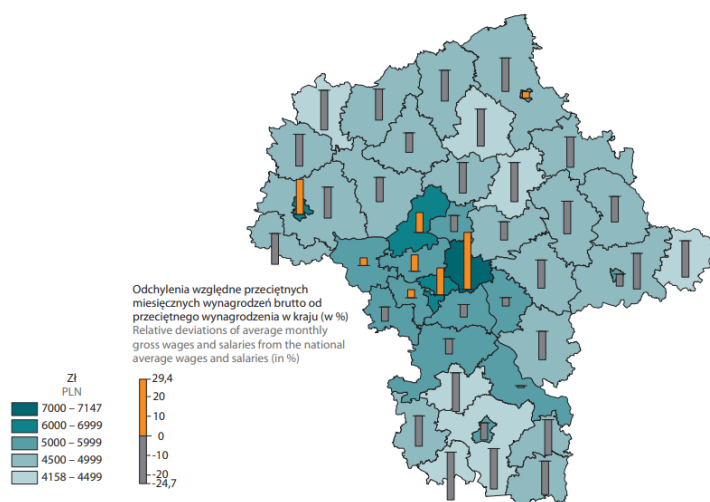 Odchylenia względne przeciętnych
miesięcznych wynagrodzeń brutto od
przeciętnego wynagrodzenia w kraju (w %)
Relative deviations of average monthly
gross wages and salaries from the national
average wages and salaries (in %)
Zł
PLN
7000 – 7147
6000 – 6999
5000 – 5999
4500 – 4999
4158 – 4499
29,4
20
10
0
-10
-20
-24,7